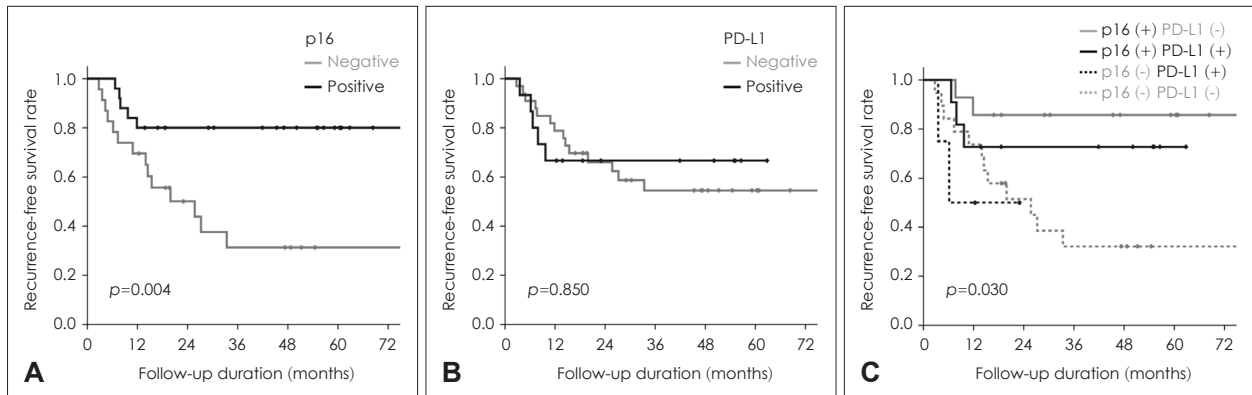 p16
Negative
Positive
Recurrence-free survival rate
1.0
0.8
0.6
0.4
0.2
0.0
p=0.004
0 12 24 36 48 60 72
Follow-up duration (months)
A
PD-L1
Negative
Positive
Recurrence-free survival rate
1.0
0.8
0.6
0.4
0.2
0.0
p=0.850
0 12 24 36 48 60 72
Follow-up duration (months)
B
p16 (+) PD-L1 (-)
p16 (+) PD-L1 (+)
p16 (-) PD-L1 (+)
p16 (-) PD-L1 (-)
Recurrence-free survival rate
1.0
0.8
0.6
0.4
0.2
0.0
p=0.030
0 12 24 36 48 60 72
Follow-up duration (months)
C